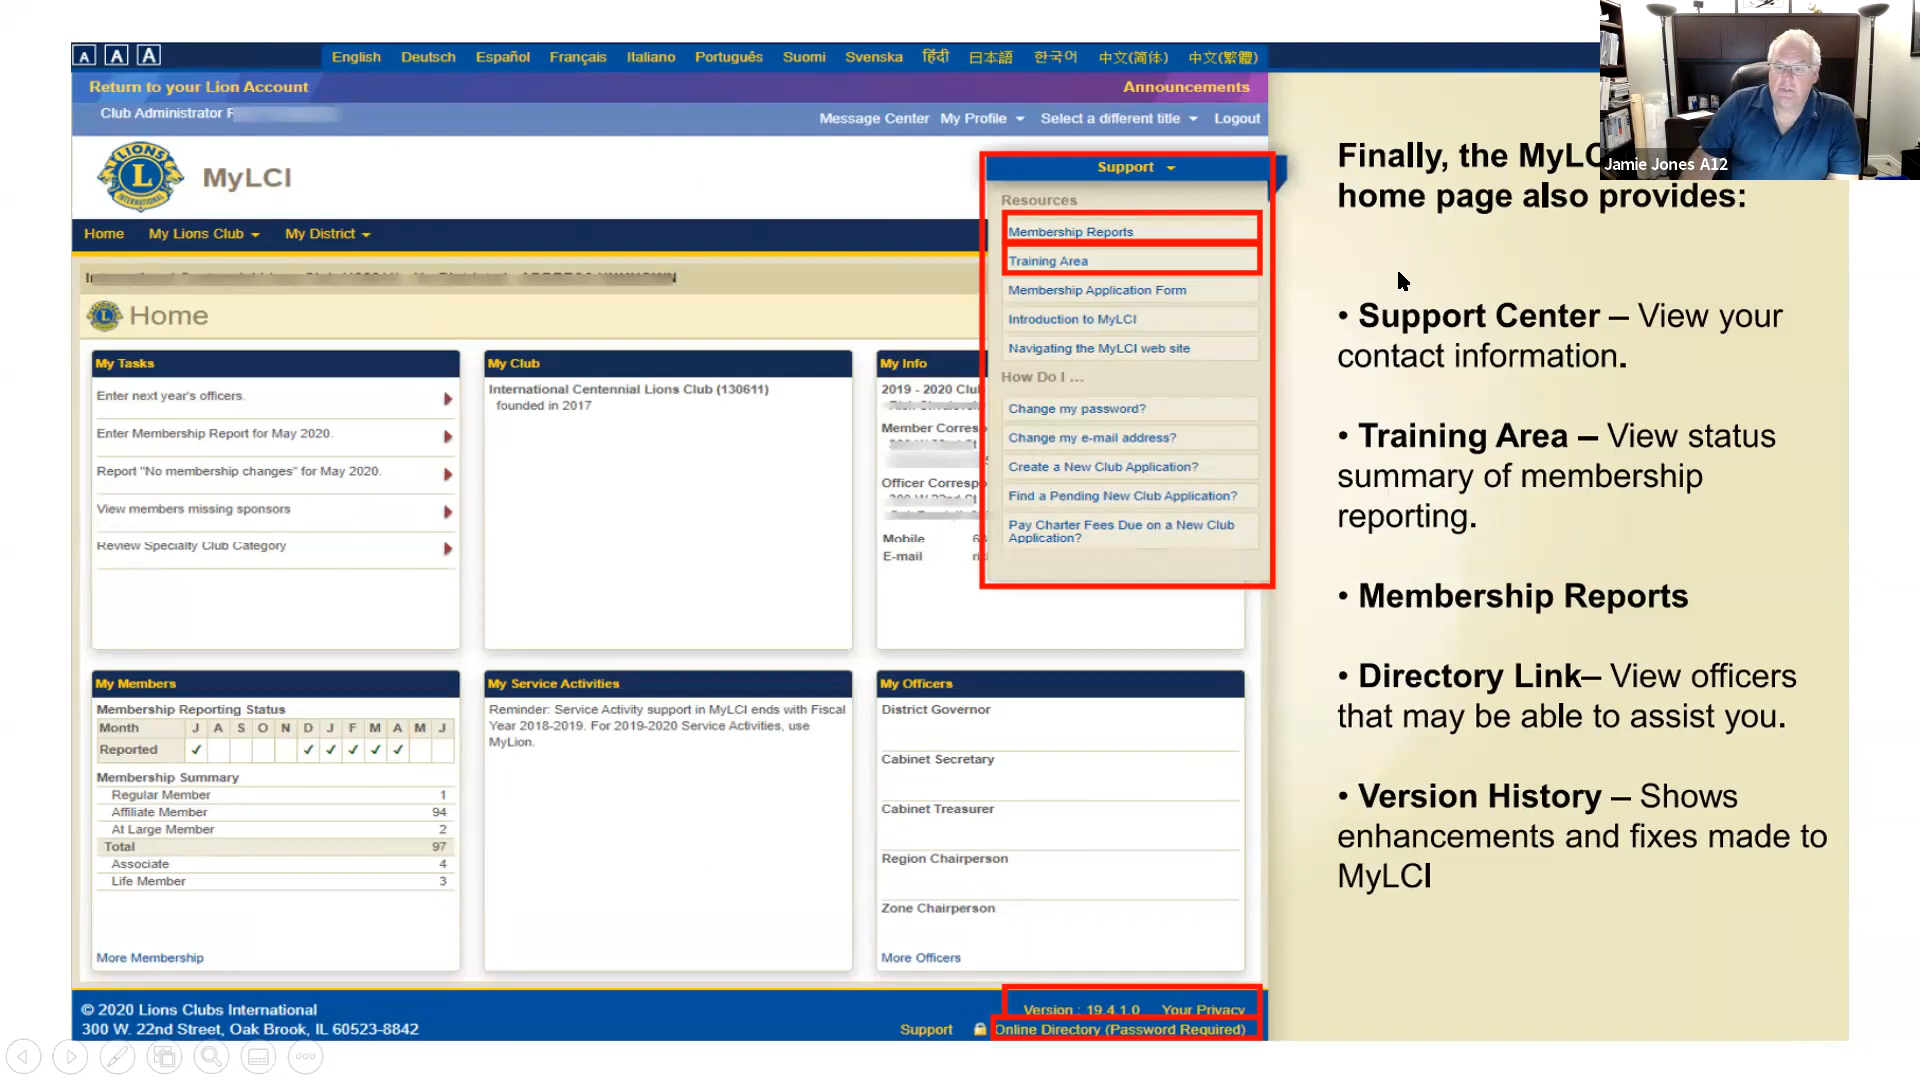 A A A
English Deutsch Español Français Italiano Português Suomi Svenska हिंदी 日本語 한국어 中文(简体) 中文(繁體)
Return to your Lion Account Announcements
Club Administrator
Message Center My Profile Select a different title Logout
LIONS
L
INTERNATIONAL
MyLCI
Home My Lions Club My District
Home
Support
Resources
Membership Reports
Training Area
Membership Application Form
Introduction to MyLCI
Navigating the MyLCI web site
How Do I ...
Change my password?
Change my e-mail address?
Create a New Club Application?
Find a Pending New Club Application?
Pay Charter Fees Due on a New Club
Application?
My Tasks
Enter next year's officers.
Enter Membership Report for May 2020.
Report "No membership changes" for May 2020.
View members missing sponsors
Review Specialty Club Category
My Club
International Centennial Lions Club (130611)
founded in 2017
My Info
2019 - 2020
Member
Officer
Mobile
E-mail
My Members
Membership Reporting Status
Month J A S O N D J F M A M J
Reported ✓ ✓ ✓ ✓ ✓ ✓
Membership Summary
Regular Member 1
Affiliate Member 94
At Large Member 2
Total 97
Associate 4
Life Member 3
More Membership
My Service Activities
Reminder: Service Activity support in MyLCI ends with Fiscal
Year 2018-2019. For 2019-2020 Service Activities, use
MyLion.
My Officers
District Governor
Cabinet Secretary
Cabinet Treasurer
Region Chairperson
Zone Chairperson
More Officers
© 2020 Lions Clubs International
300 W. 22nd Street, Oak Brook, IL 60523-8842
Version : 19.4.1.0 Your Privacy
Support Online Directory (Password Required)
Jamie Jones A12
Finally, the
home page also provides:
• Support Center – View your
contact information.
• Training Area – View status
summary of membership
reporting.
• Membership Reports
• Directory Link– View officers
that may be able to assist you.
• Version History – Shows
enhancements and fixes made to
MyLCI